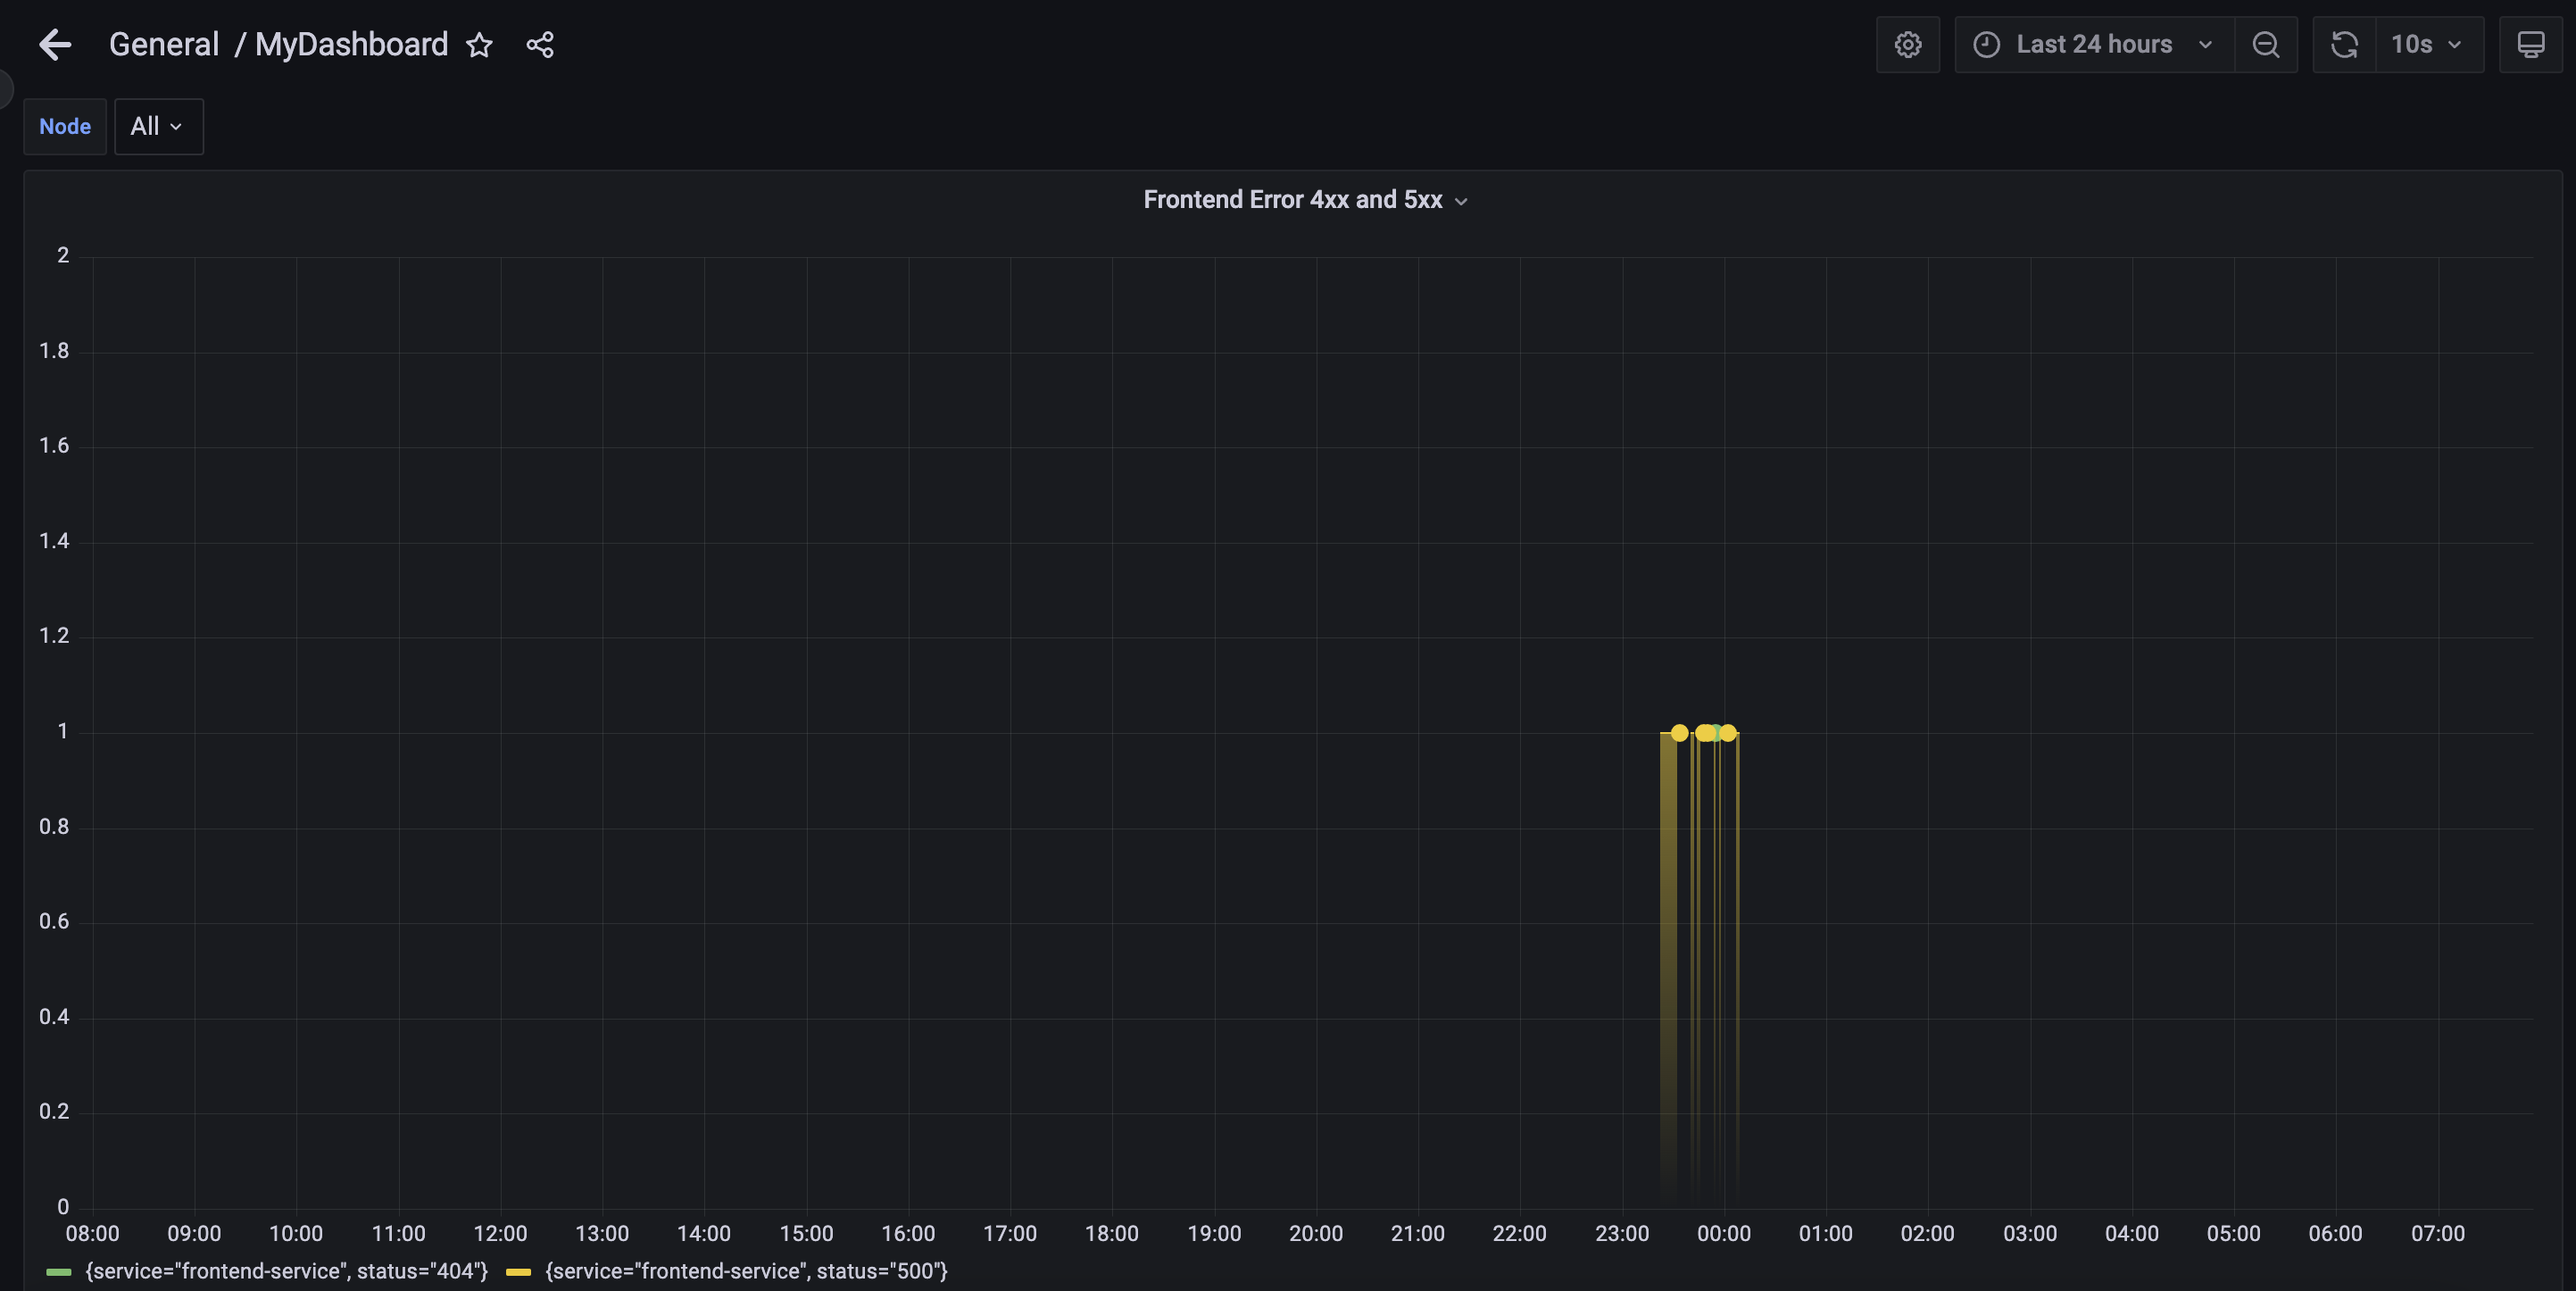 General / MyDashboard
Last 24 hours
10s
Node
All
Frontend Error 4xx and 5xx
2
1.8
1.6
1.4
1.2
1
0.8
0.6
0.4
0.2
0
08:00 09:00 10:00 11:00 12:00 13:00 14:00 15:00 16:00 17:00 18:00 19:00 20:00 21:00 22:00 23:00 00:00 01:00 02:00 03:00 04:00 05:00 06:00 07:00
{service="frontend-service", status="404"} {service="frontend-service", status="500"}